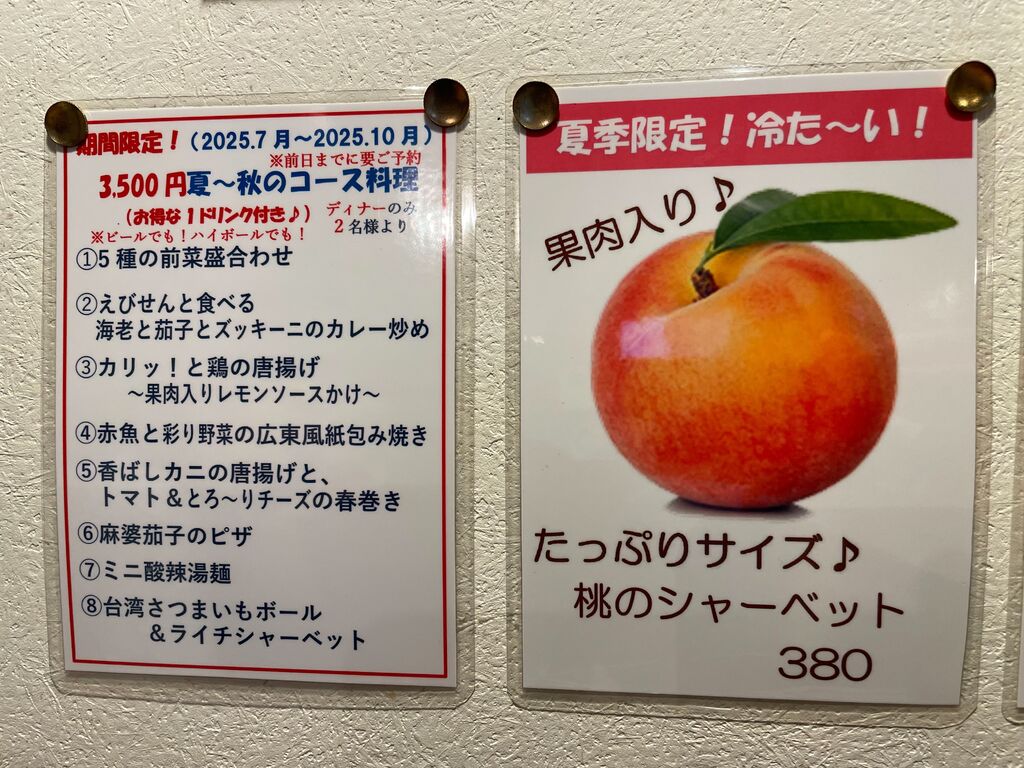 期間限定！（2025.7月～2025.10月）
※前日までに要ご予約
3,500円夏～秋のコース料理
（お得な1ドリンク付き♪）
ディナーのみ
※ビールでも！ハイボールでも！
2名様より
①5種の前菜盛合わせ
②えびせんと食べる
海老と茄子とズッキーニのカレー炒め
③カリッ！と鶏の唐揚げ
～果肉入りレモンソースかけ～
④赤魚と彩り野菜の広東風紙包み焼き
⑤香ばしカニの唐揚げと、
トマト＆とろ～りチーズの春巻き
⑥麻婆茄子のピザ
⑦ミニ酸辣湯麺
⑧台湾さつまいもボール
＆ライチシャーベット
夏季限定！冷た～い！
果肉入り♪
たっぷりサイズ♪
桃のシャーベット
380